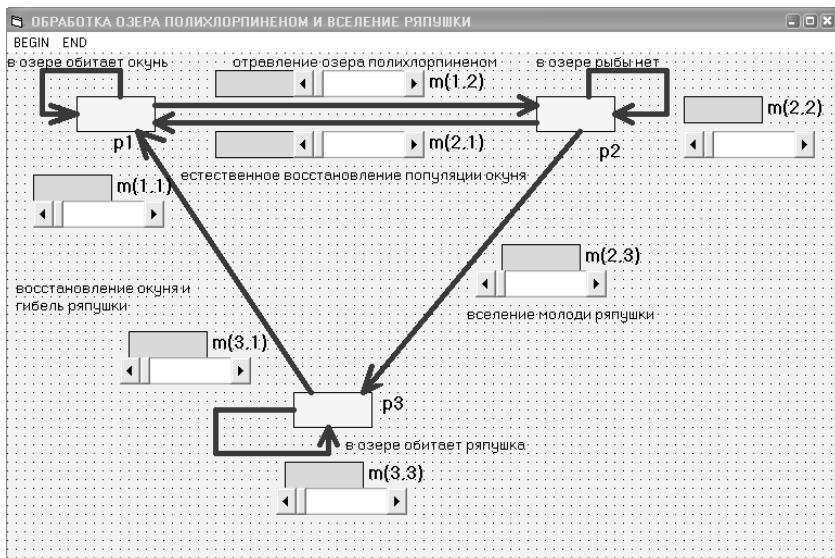 ОБРАБОТКА ОЗЕРА ПОЛИХЛОРПИНЕНОМ И ВСЕЛЕНИЕ РЯПУШКИ
BEGIN END
в озере обитает окунь
отравление озера полихлорпиненом
в озере рыбы нет
m(1,2)
m(2,2)
p1
m(2,1)
p2
естественное восстановление популяции окуня
m(1,1)
m(2,3)
восстановление окуня и
гибель ряпушки
вселение молоди ряпушки
m(3,1)
p3
в озере обитает ряпушка
m(3,3)